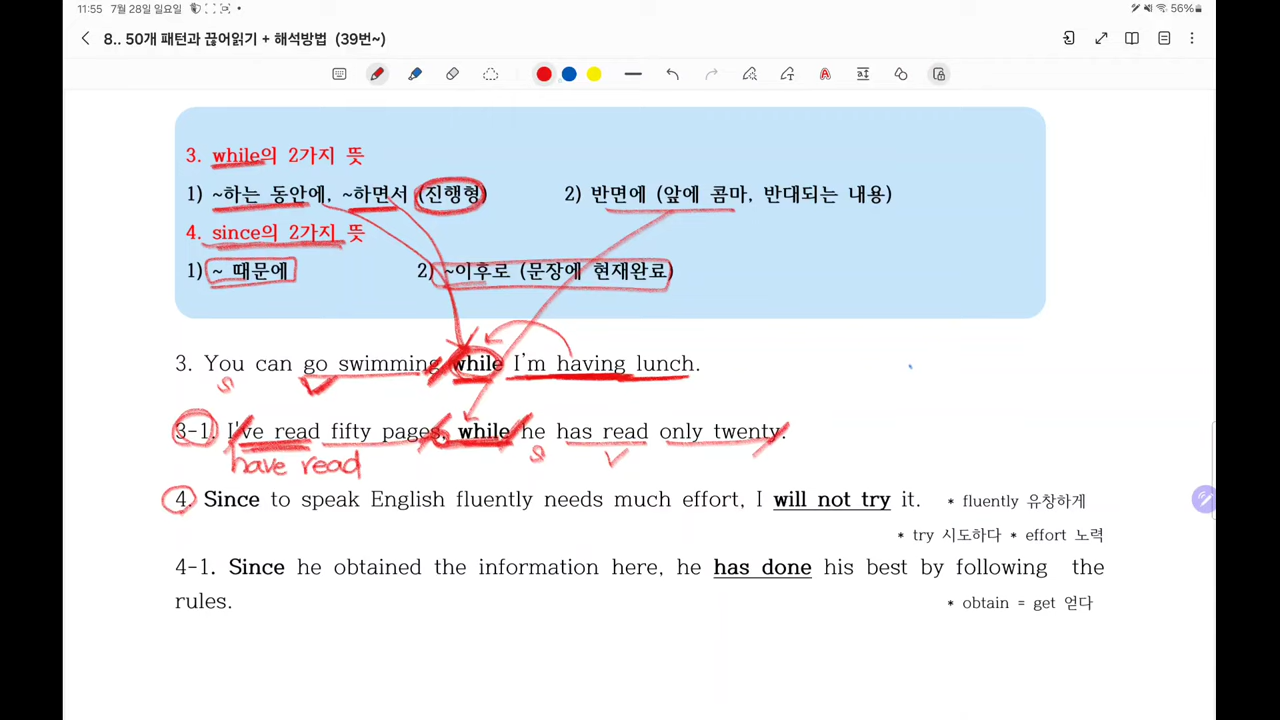 11:55 7월 28일 일요일
56%
8.. 50개 패턴과 끊어읽기 + 해석방법 (39번~)
3. while의 2가지 뜻
1) ~하는 동안에, ~하면서 (진행형) 2) 반면에 (앞에 콤마, 반대되는 내용)
4. since의 2가지 뜻
1) ~ 때문에 2) ~이후로 (문장에 현재완료)
3. You can go swimming while I'm having lunch.
S
3-1. I've read fifty pages, while he has read only twenty.
have read S V
4. Since to speak English fluently needs much effort, I will not try it. * fluently 유창하게
* try 시도하다 * effort 노력
4-1. Since he obtained the information here, he has done his best by following the
rules. * obtain = get 얻다